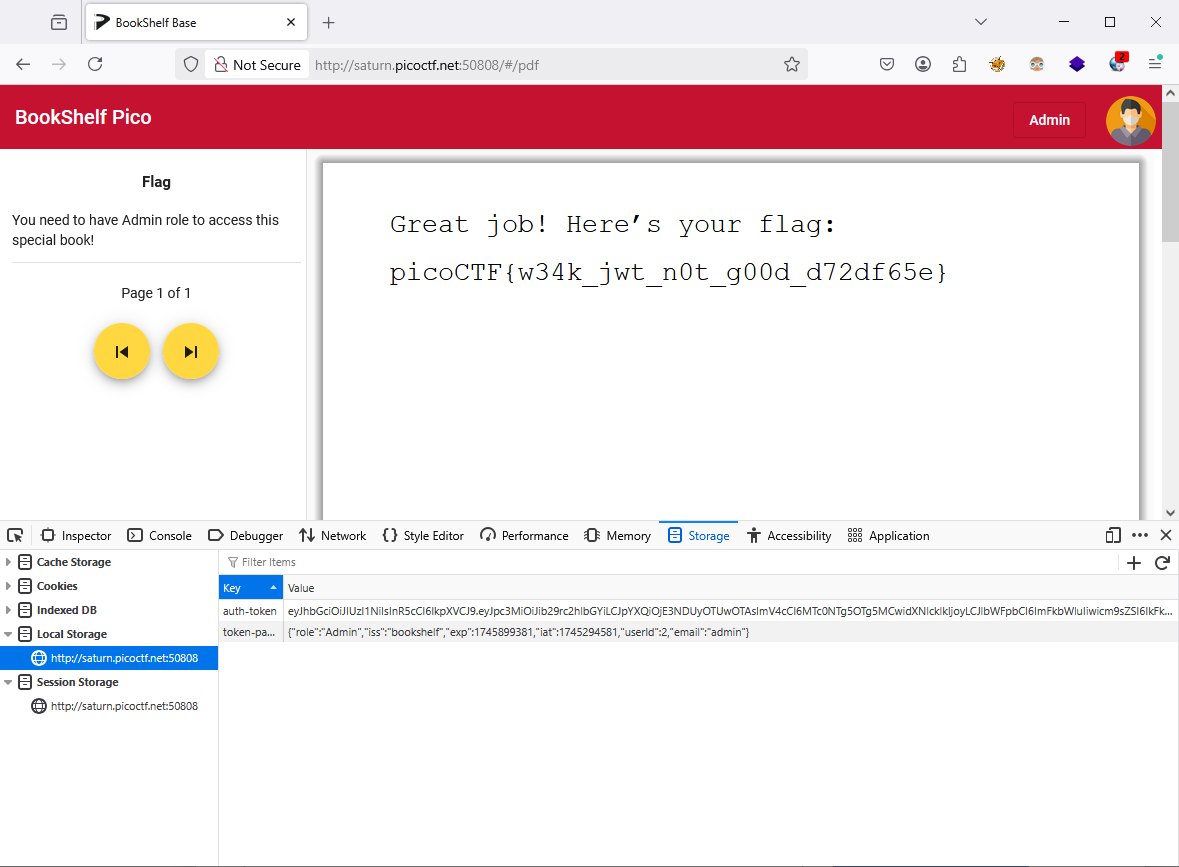 BookShelf Base
Not Secure http://saturn.picoctf.net:50808/#/pdf
2
BookShelf Pico
Admin
Flag
You need to have Admin role to access this
special book!
Page 1 of 1
Great job! Here’s your flag:
picoCTF{w34k_jwt_n0t_g00d_d72df65e}
Inspector Console Debugger Network Style Editor Performance Memory Storage Accessibility Application
Cache Storage
Cookies
Indexed DB
Local Storage
http://saturn.picoctf.net:50808
Session Storage
http://saturn.picoctf.net:50808
Filter Items
Key Value
auth-token
token-pa... {"role":"Admin","iss":"bookshelf","exp":1745899381,"iat":1745294581,"userId":2,"email":"admin"}